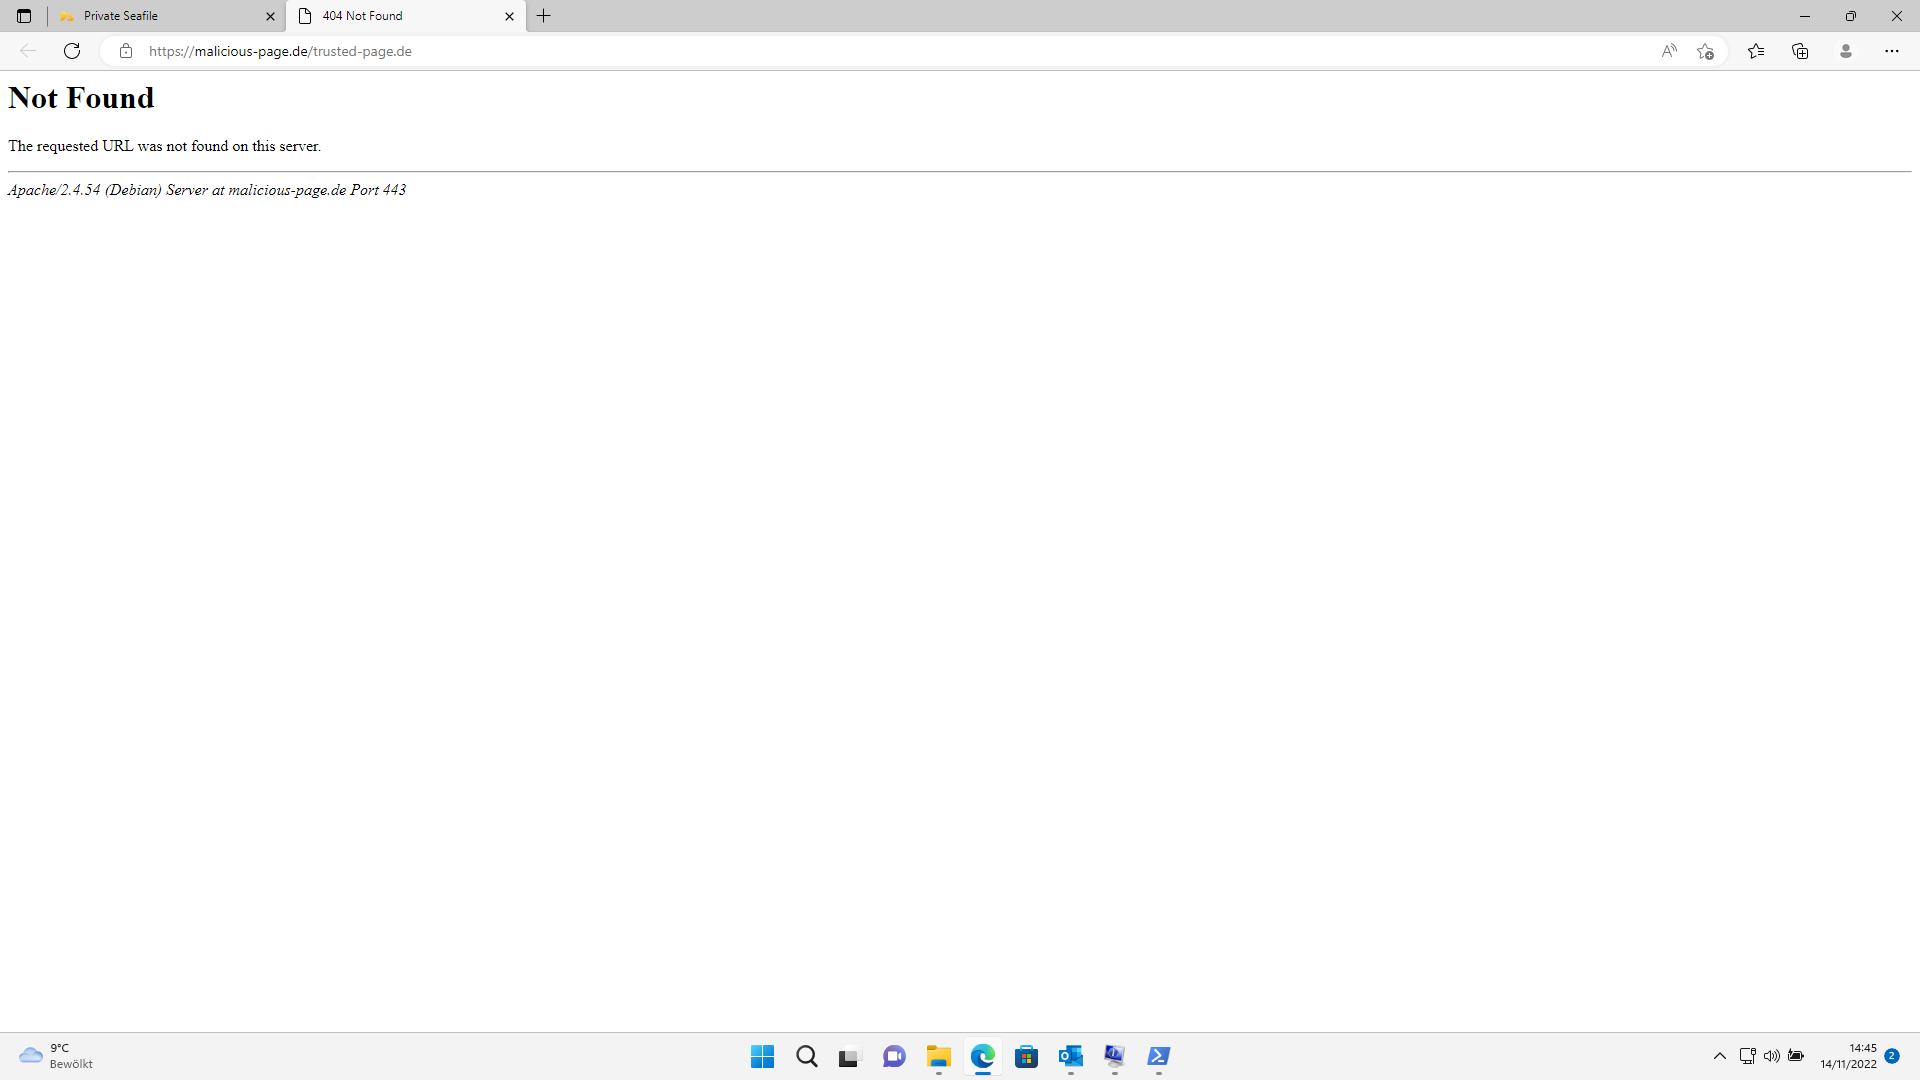 Private Seafile
404 Not Found
https://malicious-page.de/trusted-page.de
Not Found
The requested URL was not found on this server.
Apache/2.4.54 (Debian) Server at malicious-page.de Port 443
9°C
Bewölkt
14:45
14/11/2022
2